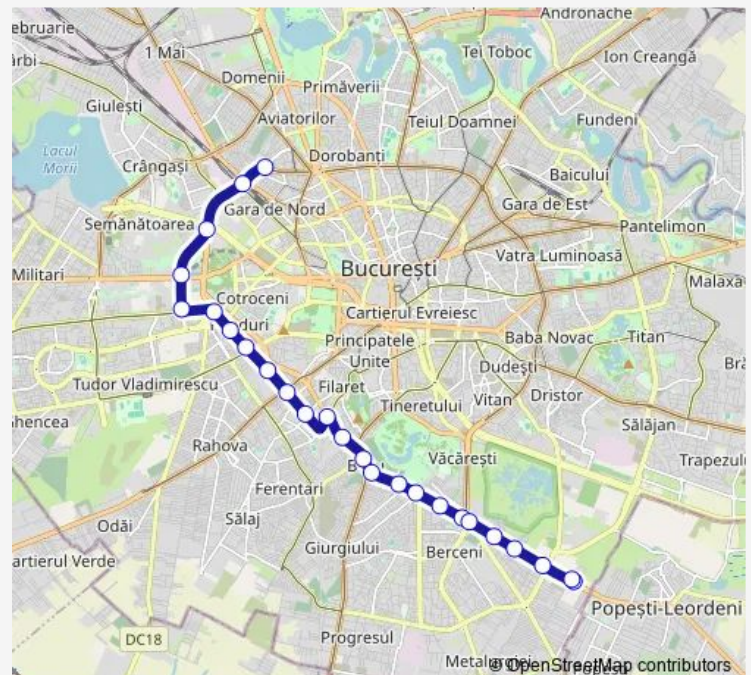 Andronache
ebruarie
1 Mai
Tei Toboc
Ion Creangă
Domenii
Primăverii
Giulești
Aviatorilor
Teiul Doamnei
Fundeni
Lacul
Morii
Crângași
Dorobanți
Baicului
Gara de Nord
Gara de Est
Semănătoarea
Pantelimon
Vatra Luminoasă
Militari
București
Malaxa
Cotroceni
Cartierul Evreiesc
Principatele
Unite
Baba Novac
Titan
Dudești
Tudor Vladimirescu
Filaret
Vitan
Dristor
Tineretului
Sălăjan
Rahova
Văcărești
Ferentari
Odăi
Sălaj
Giurgiului
Berceni
artierul Verde
Popești-Leordeni
DC18
Progresul
© OpenStreetMap contributors